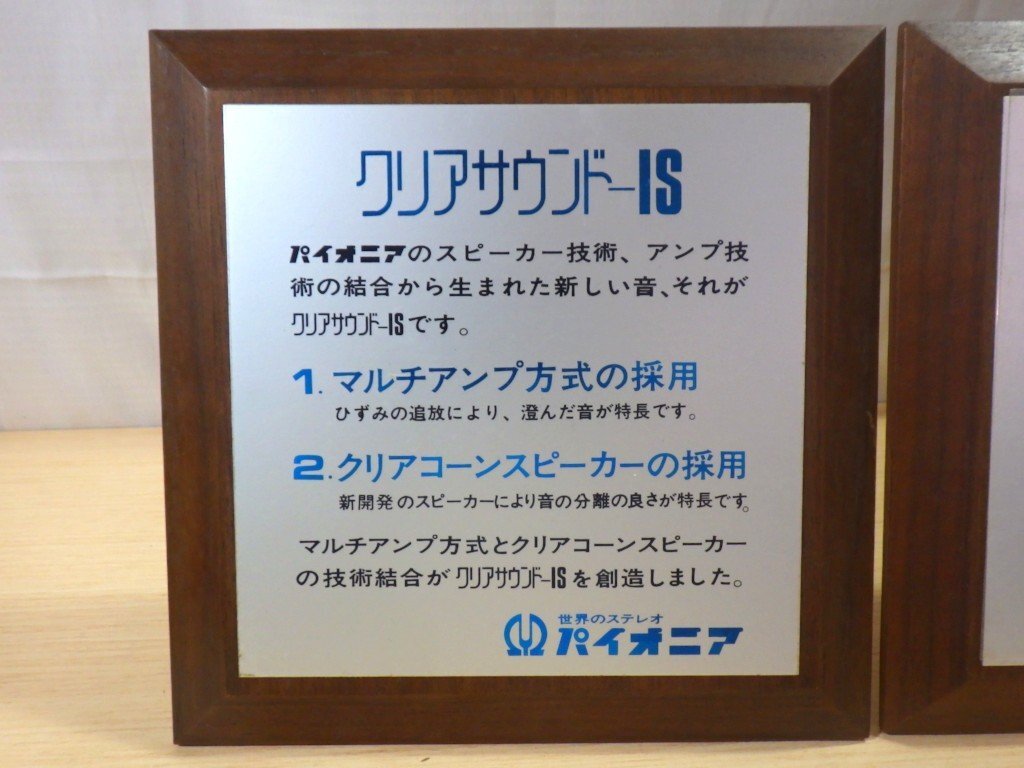 クリアサウンドーIS
パイオニアのスピーカー技術、アンプ技
術の結合から生まれた新しい音、それが
クリアサウンドーISです。
1.マルチアンプ方式の採用
ひずみの追放により、澄んだ音が特長です。
2.クリアコーンスピーカーの採用
新開発のスピーカーにより音の分離の良さが特長です。
マルチアンプ方式とクリアコーンスピーカー
の技術結合がクリアサウンドーISを創造しました。
世界のステレオ
パイオニア